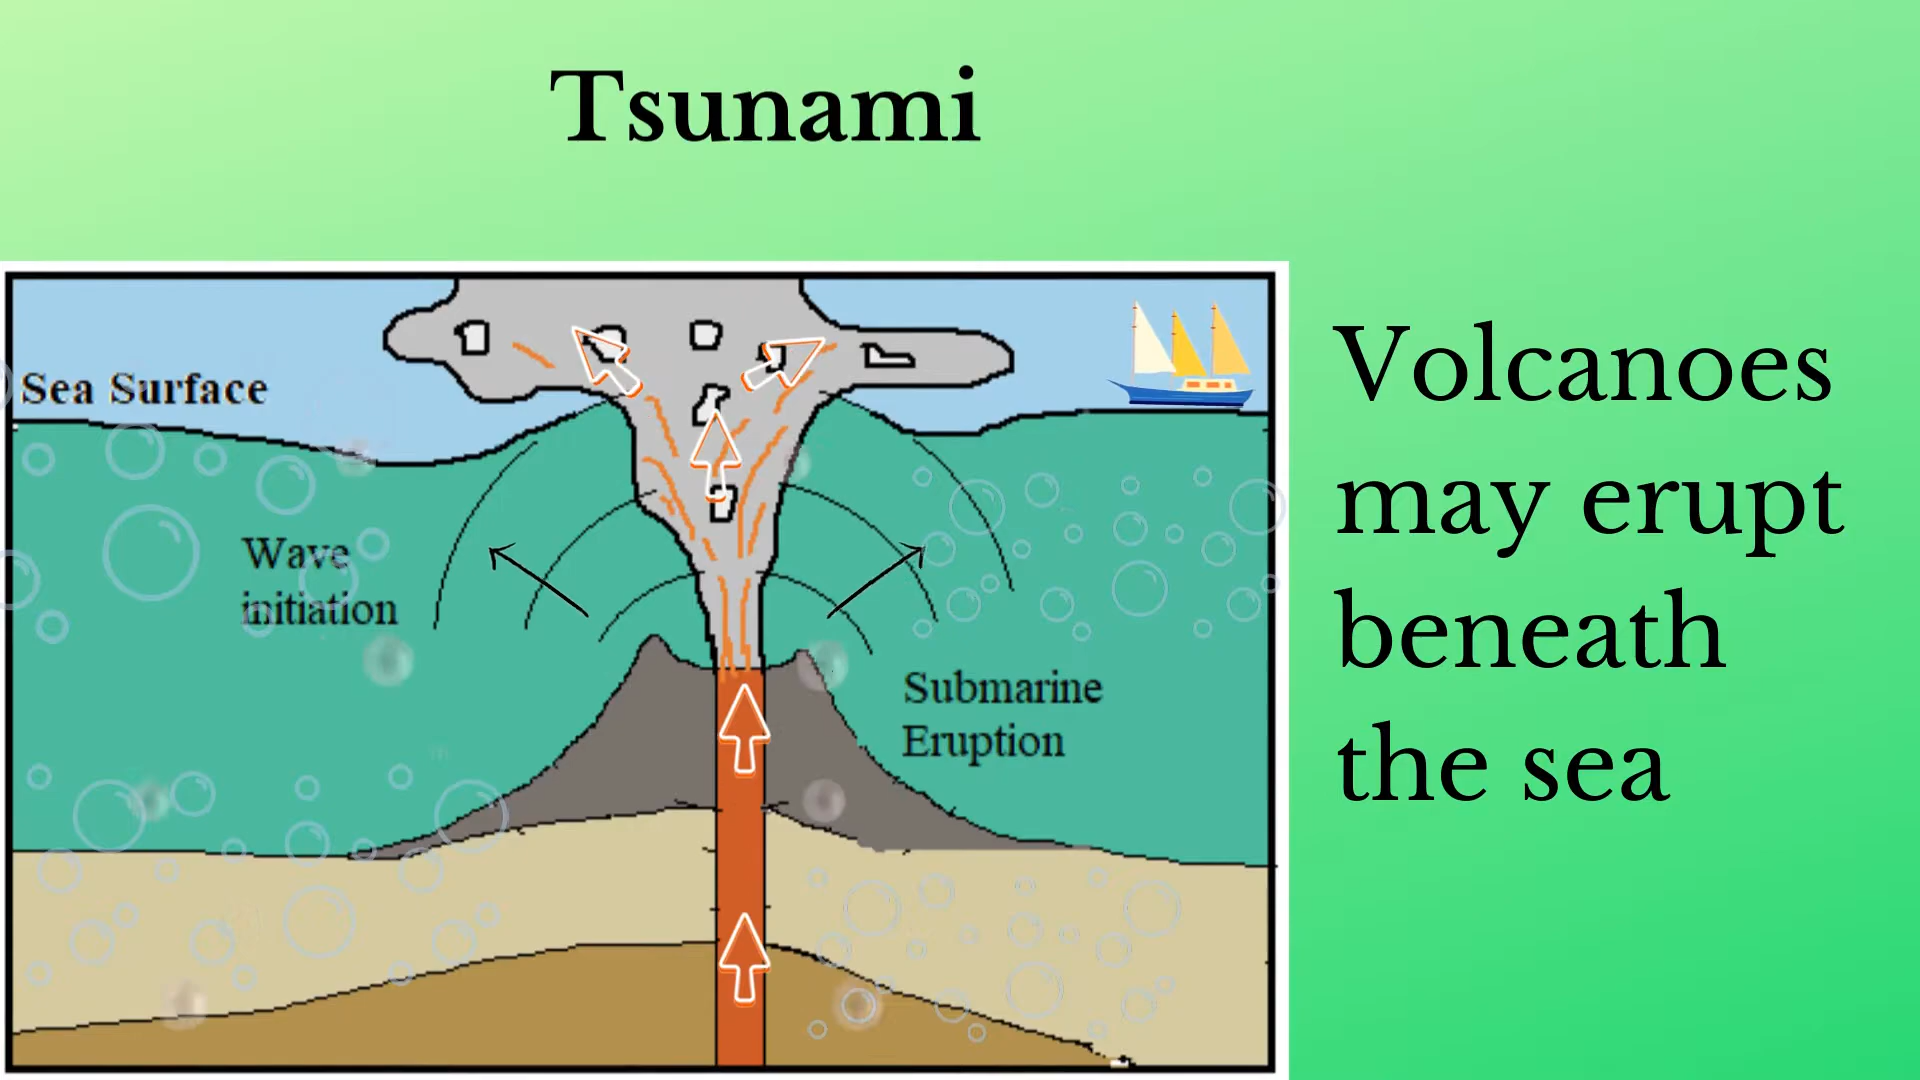 Tsunami
Sea Surface
Wave
initiation
Submarine
Eruption
Volcanoes
may erupt
beneath
the sea